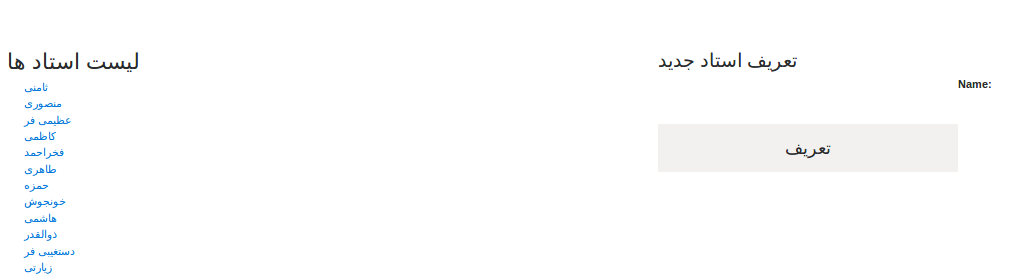 لیست استاد ها
ثامنی
منصوری
عظیمی فر
کاظمی
فخراحمد
طاهری
حمزه
خونجوش
هاشمی
ذوالقدر
دستغیبی فر
زیارتی
تعریف استاد جدید
Name:
تعریف